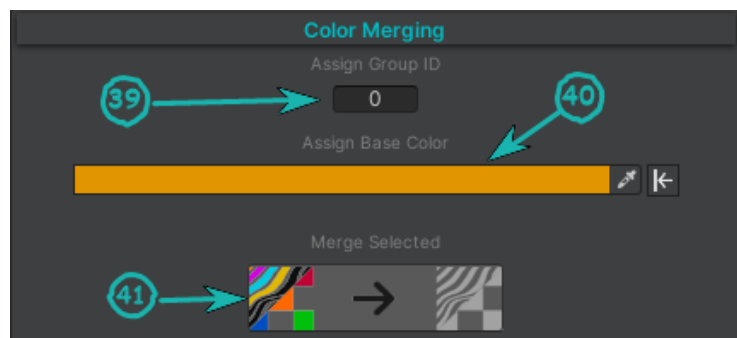 Color Merging
Assign Group ID
39
0
40
Assign Base Color
Merge Selected
41